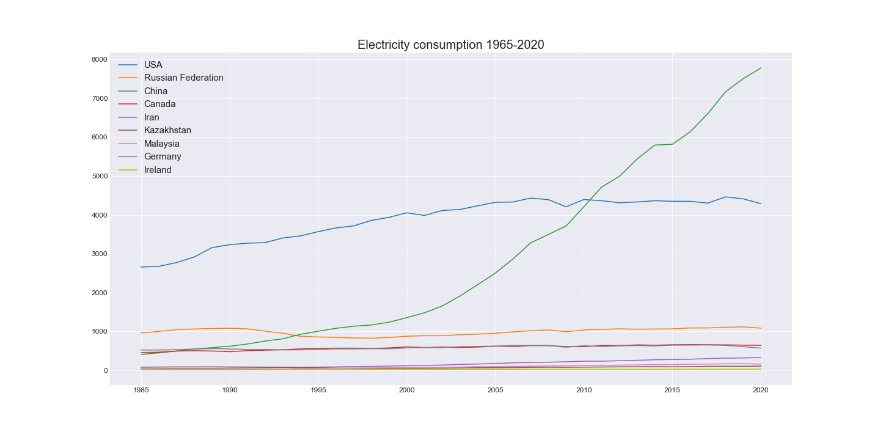 Electricity consumption 1965-2020
8000
7000
6000
5000
4000
3000
2000
1000
0
USA
Russian Federation
China
Canada
Iran
Kazakhstan
Malaysia
Germany
Ireland
1985
1990
1995
2000
2005
2010
2015
2020